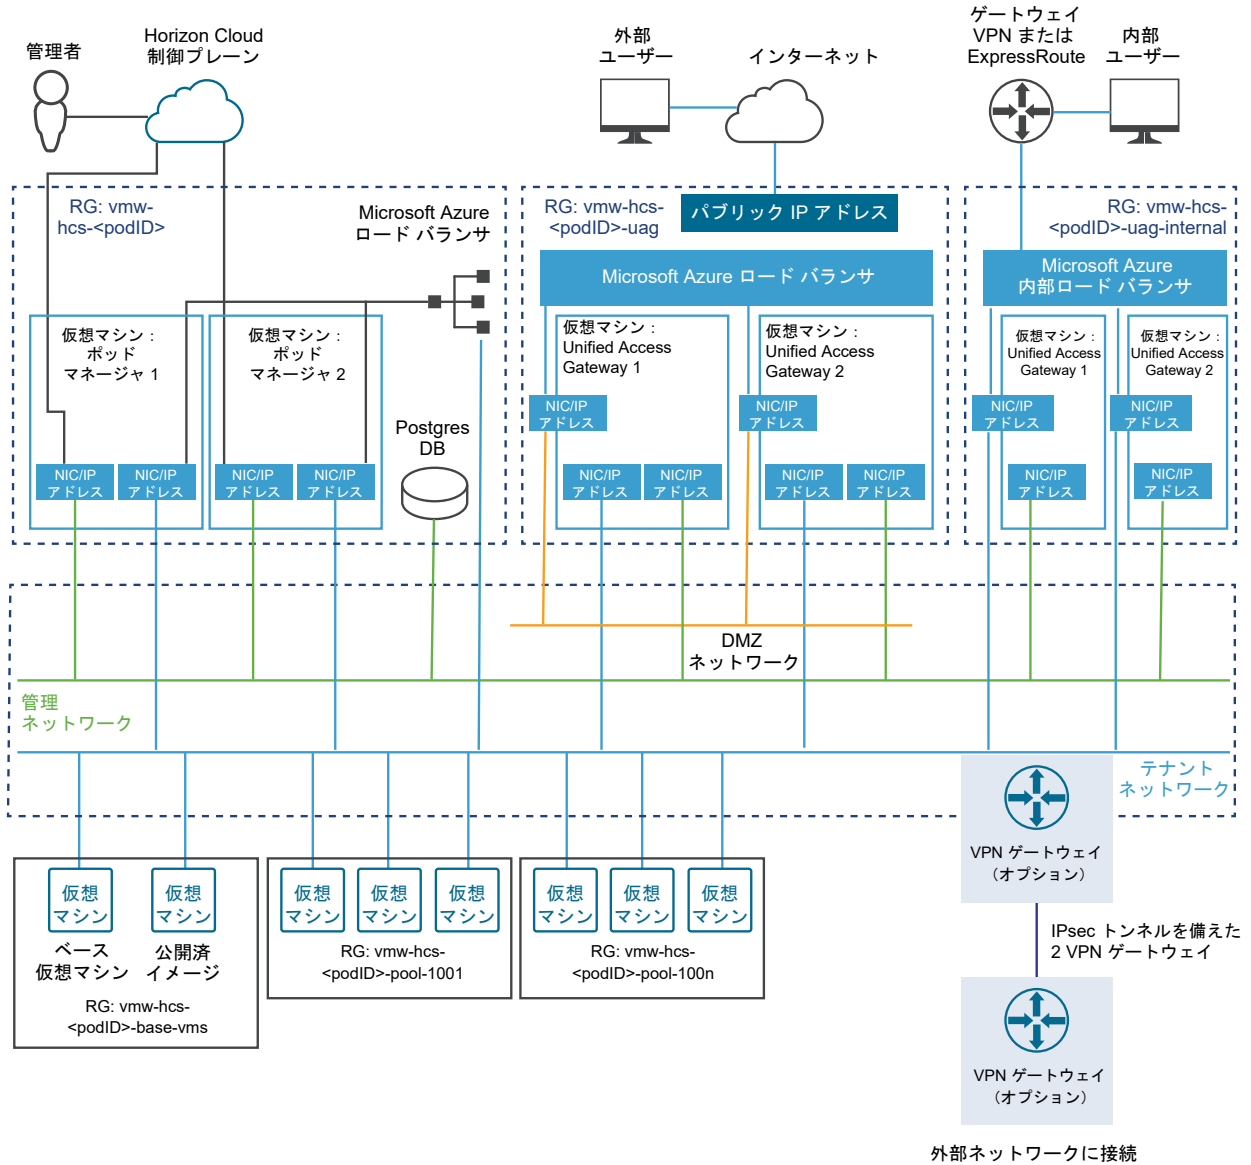 管理者
Horizon Cloud
制御プレーン
外部
ユーザー
インターネット
ゲートウェイ
VPN または
ExpressRoute
内部
ユーザー
RG: vmw-
hcs-<podID>
Microsoft Azure
ロード バランサ
RG: vmw-hcs-
<podID>-uag
パブリック IP アドレス
RG: vmw-hcs-
<podID>-uag-internal
Microsoft Azure ロード バランサ
Microsoft Azure
内部ロード バランサ
仮想マシン：
ポッド
マネージャ 1
仮想マシン：
ポッド
マネージャ 2
仮想マシン：
Unified Access
Gateway 1
仮想マシン：
Unified Access
Gateway 2
仮想マシン：
Unified Access
Gateway 1
仮想マシン：
Unified Access
Gateway 2
NIC/IP
アドレス
NIC/IP
アドレス
NIC/IP
アドレス
NIC/IP
アドレス
Postgres
DB
NIC/IP
アドレス
NIC/IP
アドレス
NIC/IP
アドレス
NIC/IP
アドレス
NIC/IP
アドレス
NIC/IP
アドレス
NIC/IP
アドレス
NIC/IP
アドレス
NIC/IP
アドレス
NIC/IP
アドレス
DMZ
ネットワーク
管理
ネットワーク
テナント
ネットワーク
VPN ゲートウェイ
（オプション）
仮想
マシン
仮想
マシン
ベース
仮想マシン
公開済
イメージ
RG: vmw-hcs-
<podID>-base-vms
仮想
マシン
仮想
マシン
仮想
マシン
RG: vmw-hcs-
<podID>-pool-1001
仮想
マシン
仮想
マシン
仮想
マシン
RG: vmw-hcs-
<podID>-pool-100n
IPsec トンネルを備えた
2 VPN ゲートウェイ
VPN ゲートウェイ
（オプション）
外部ネットワークに接続